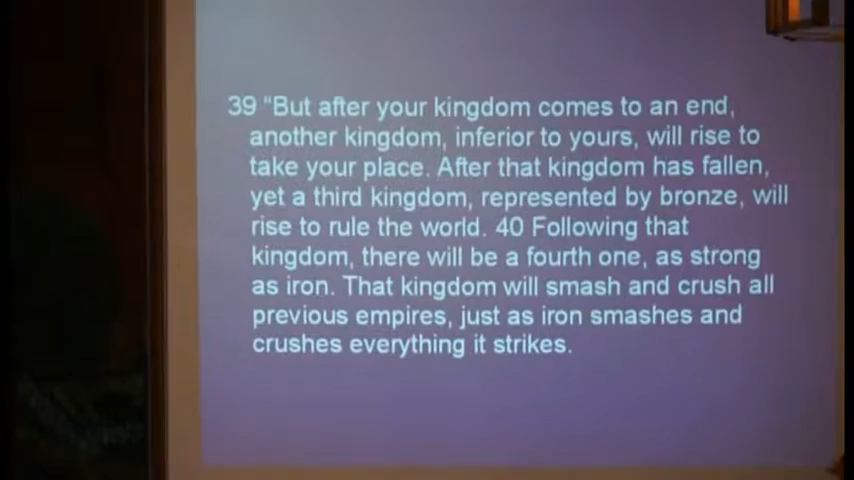 39 “But after your kingdom comes to an end,
another kingdom, inferior to yours, will rise to
take your place. After that kingdom has fallen,
yet a third kingdom, represented by bronze, will
rise to rule the world. 40 Following that
kingdom, there will be a fourth one, as strong
as iron. That kingdom will smash and crush all
previous empires, just as iron smashes and
crushes everything it strikes.